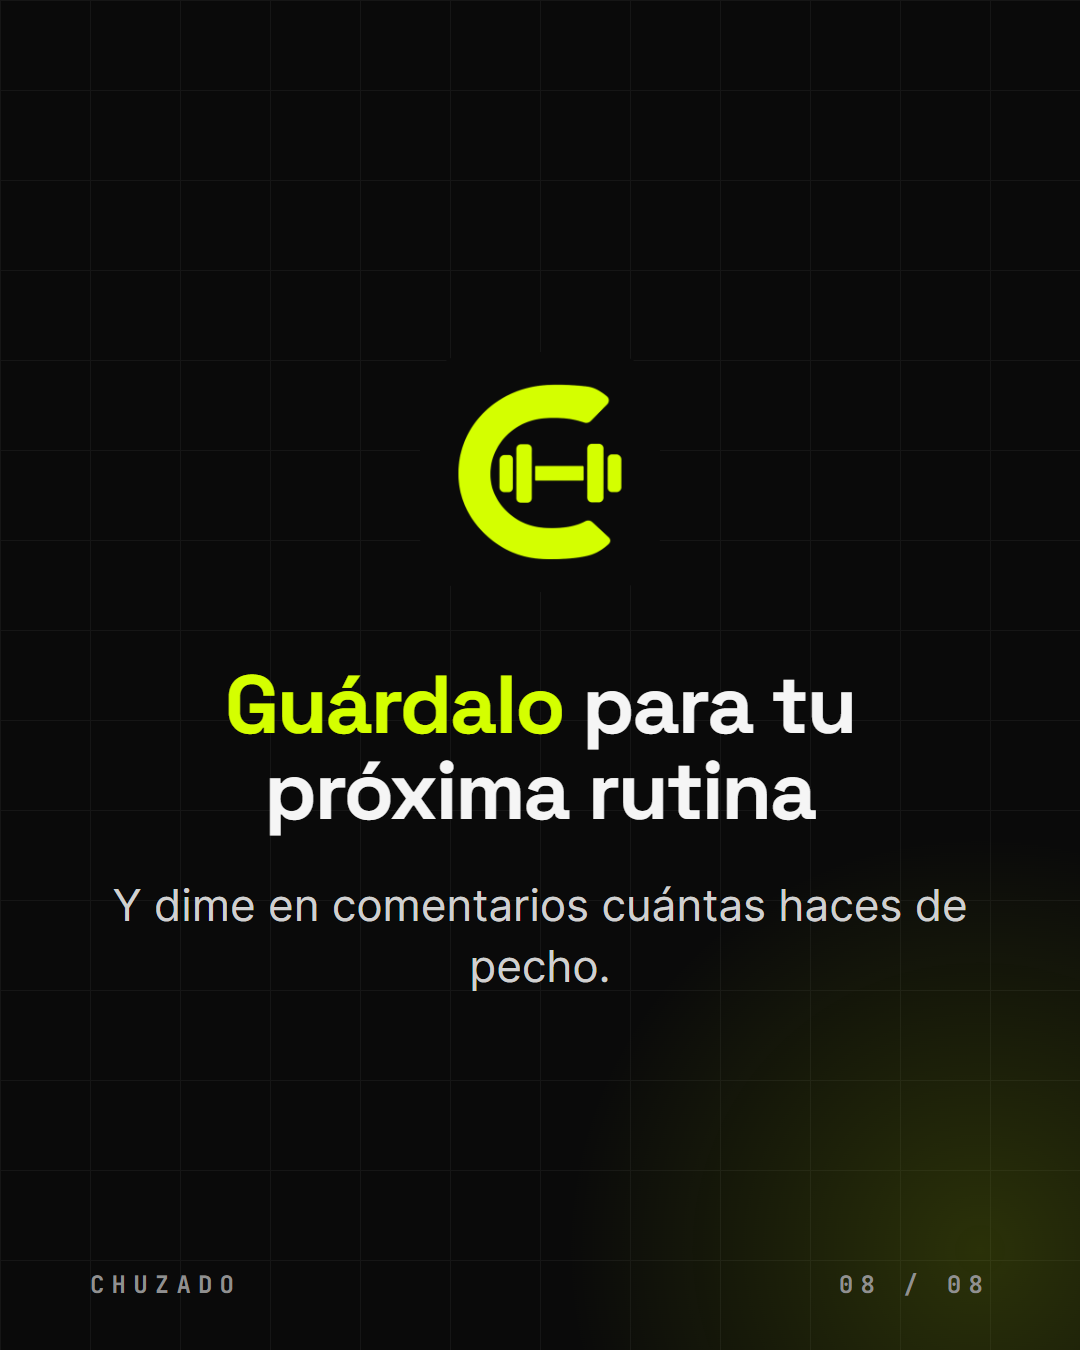 Guárdalo para tu
próxima rutina
Y dime en comentarios cuántas haces de
pecho.
CHUZADO
08 / 08